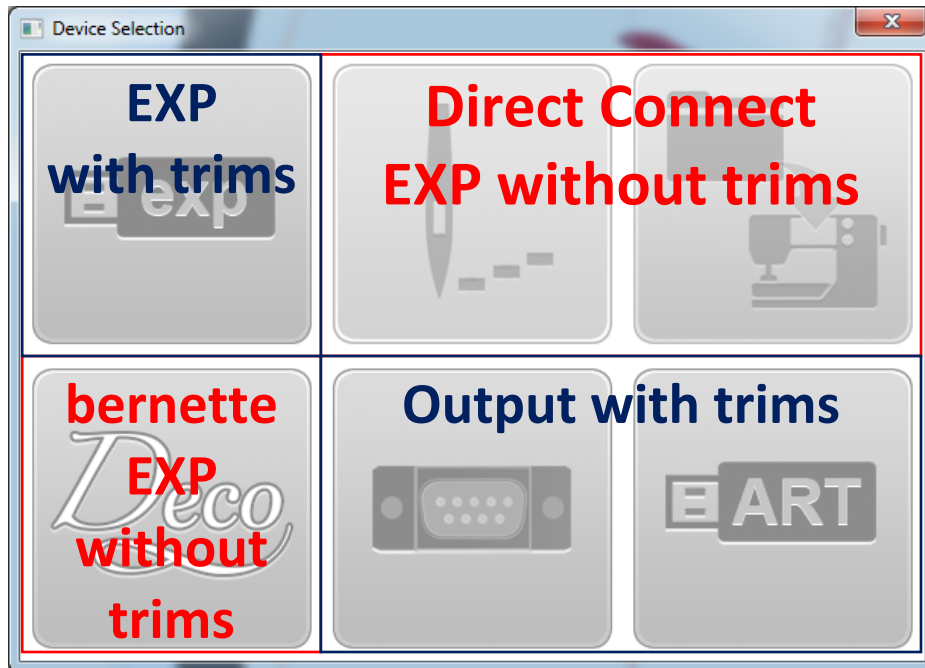 Device Selection
EXP
with trims
exp
Direct Connect
EXP without trims
bernette
EXP
without
trims
Deco
Output with trims
ART